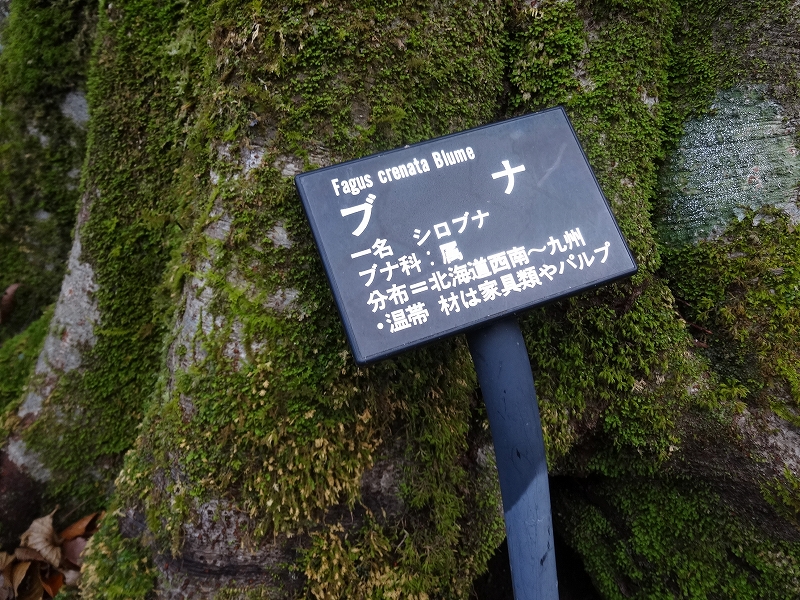 Fagus crenata Blume
ブナ
一名 シロブナ
ブナ科：属
分布＝北海道西南～九州
・温帯 材は家具類やパルプ